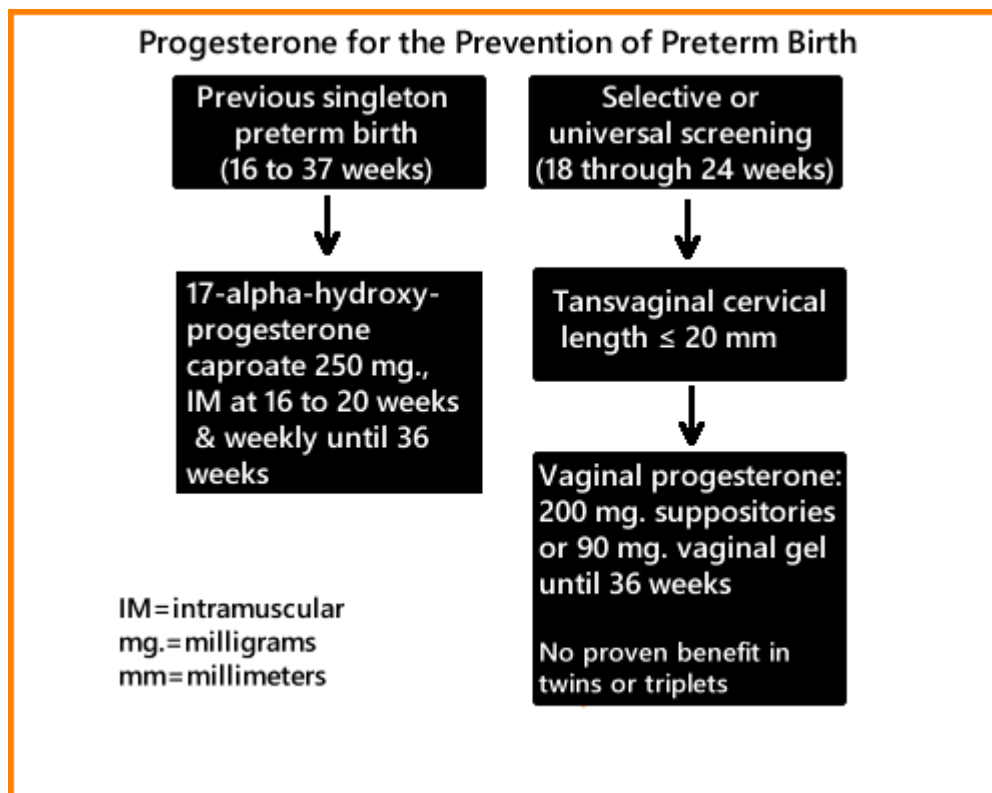 Progesterone for the Prevention of Preterm Birth
Previous singleton
preterm birth
(16 to 37 weeks)
17-alpha-hydroxy-
progesterone
caproate 250 mg.,
IM at 16 to 20 weeks
& weekly until 36
weeks
Selective or
universal screening
(18 through 24 weeks)
Tansvaginal cervical
length ≤ 20 mm
Vaginal progesterone:
200 mg. suppositories
or 90 mg. vaginal gel
until 36 weeks
No proven benefit in
twins or triplets
IM=intramuscular
mg.=milligrams
mm=millimeters